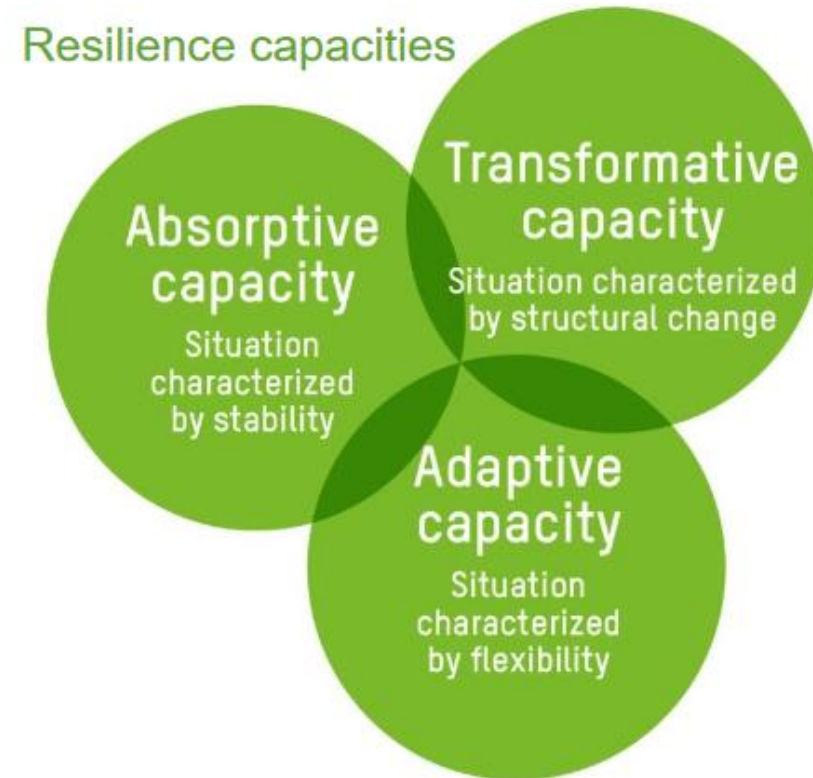 Resilience capacities
Transformative
capacity
Situation characterized
by structural change
Absorptive
capacity
Situation
characterized
by stability
Adaptive
capacity
Situation
characterized
by flexibility